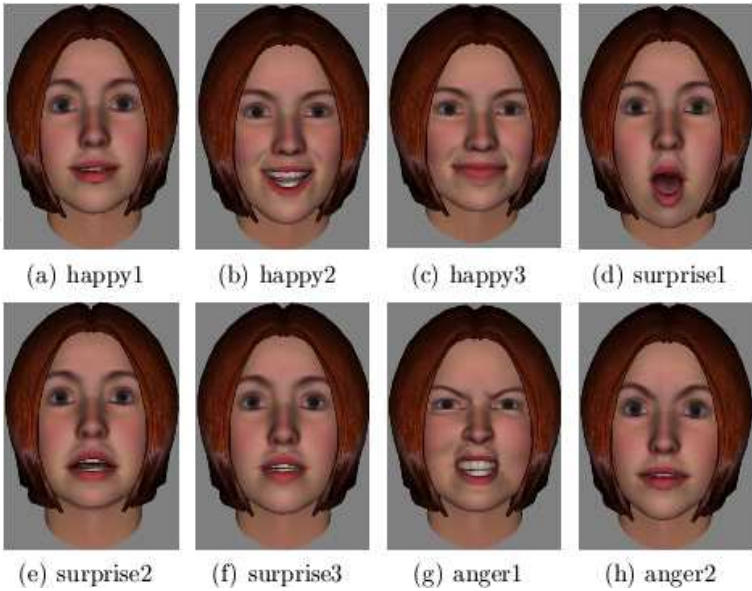 (a) happy1
(b) happy2
(c) happy3
(d) surprise1
(e) surprise2
(f) surprise3
(g) anger1
(h) anger2